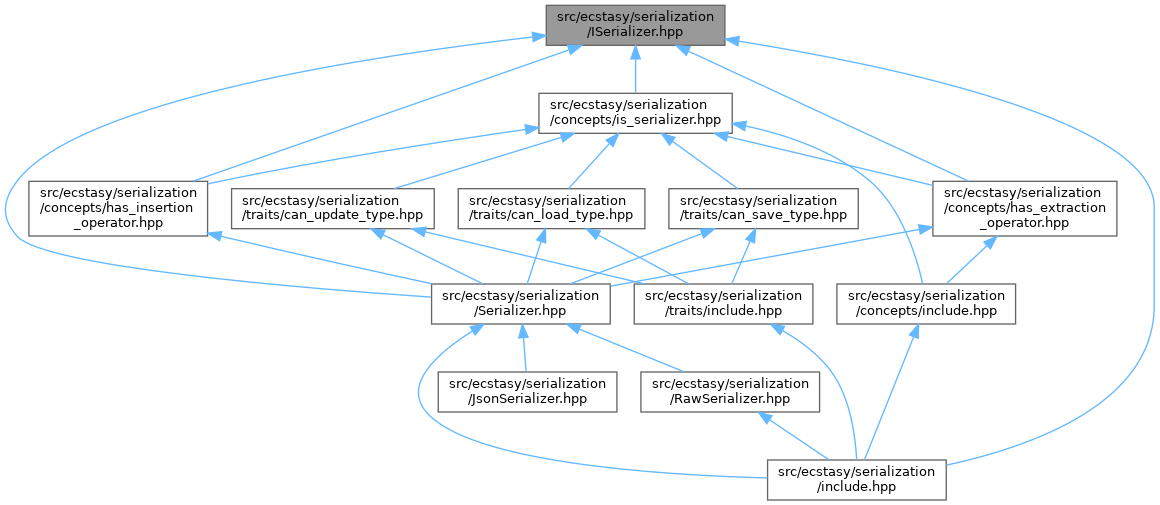 src/ecstasy/serialization
/ISerializer.hpp
src/ecstasy/serialization
/concepts/is_serializer.hpp
src/ecstasy/serialization
/concepts/has_insertion
_operator.hpp
src/ecstasy/serialization
/traits/can_update_type.hpp
src/ecstasy/serialization
/traits/can_load_type.hpp
src/ecstasy/serialization
/traits/can_save_type.hpp
src/ecstasy/serialization
/concepts/has_extraction
_operator.hpp
src/ecstasy/serialization
/Serializer.hpp
src/ecstasy/serialization
/traits/include.hpp
src/ecstasy/serialization
/concepts/include.hpp
src/ecstasy/serialization
/JsonSerializer.hpp
src/ecstasy/serialization
/RawSerializer.hpp
src/ecstasy/serialization
/include.hpp